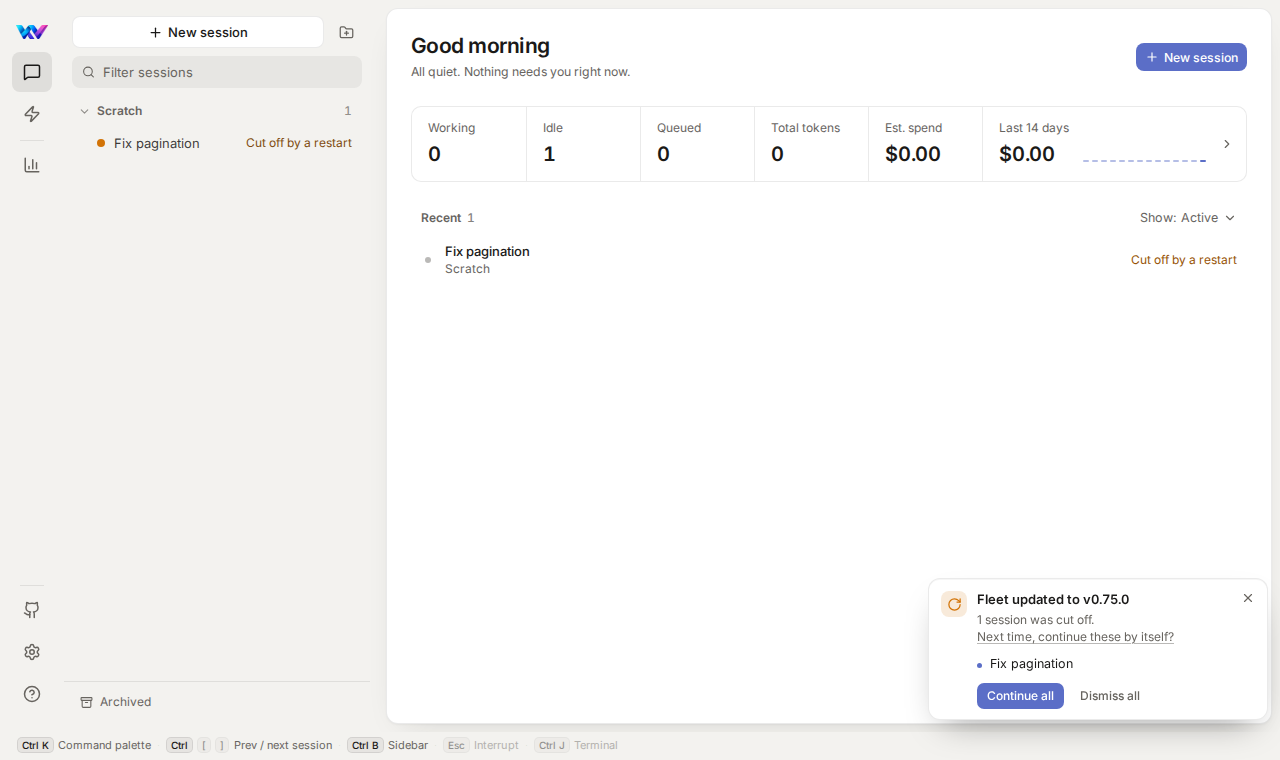 New session
Filter sessions
Scratch 1
Fix pagination Cut off by a restart
Archived
Good morning
All quiet. Nothing needs you right now.
New session
Working 0
Idle 1
Queued 0
Total tokens 0
Est. spend $0.00
Last 14 days $0.00
Recent 1
Show: Active
Fix pagination
Scratch
Cut off by a restart
Fleet updated to v0.75.0
1 session was cut off.
Next time, continue these by itself?
Fix pagination
Continue all Dismiss all
Ctrl K Command palette Ctrl [ ] Prev / next session Ctrl B Sidebar Esc Interrupt Ctrl J Terminal